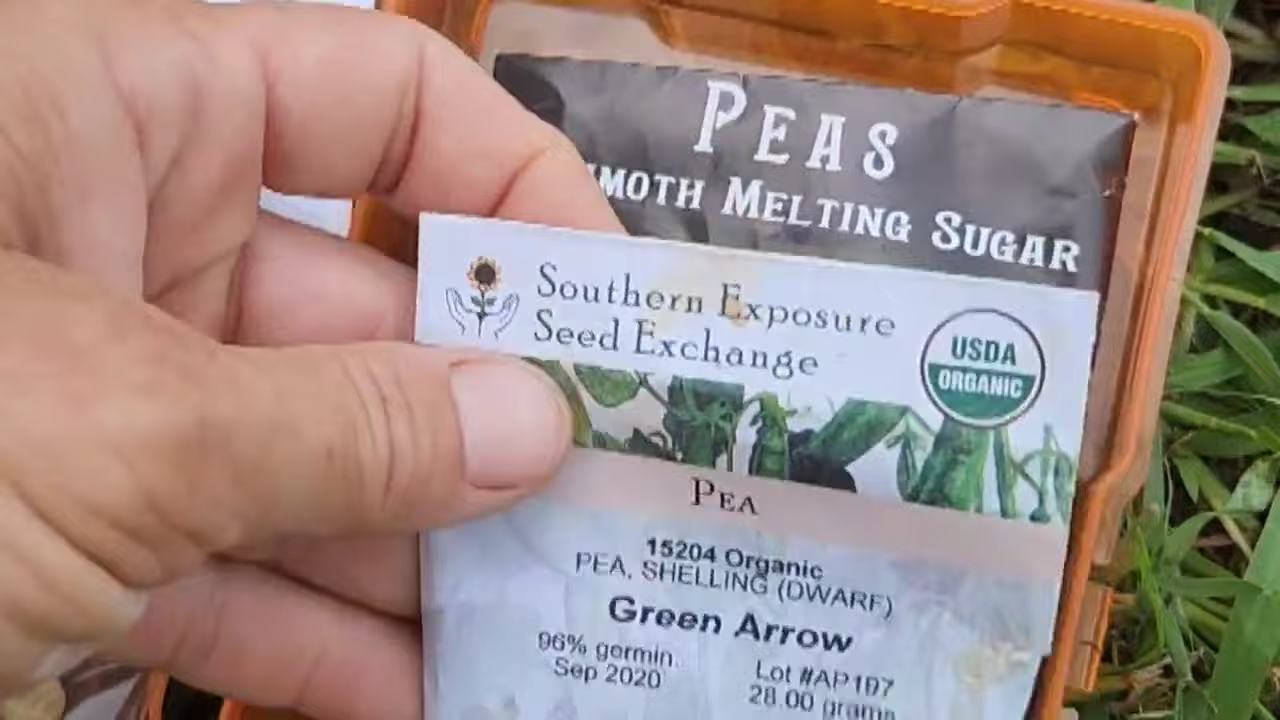 PEAS
MOTH MELTING SUGAR
Southern Exposure
Seed Exchange
USDA
ORGANIC
PEA
15204 Organic
PEA, SHELLING (DWARF)
Green Arrow
96% germin.
Sep 2020
Lot #AP197
28.00 grams